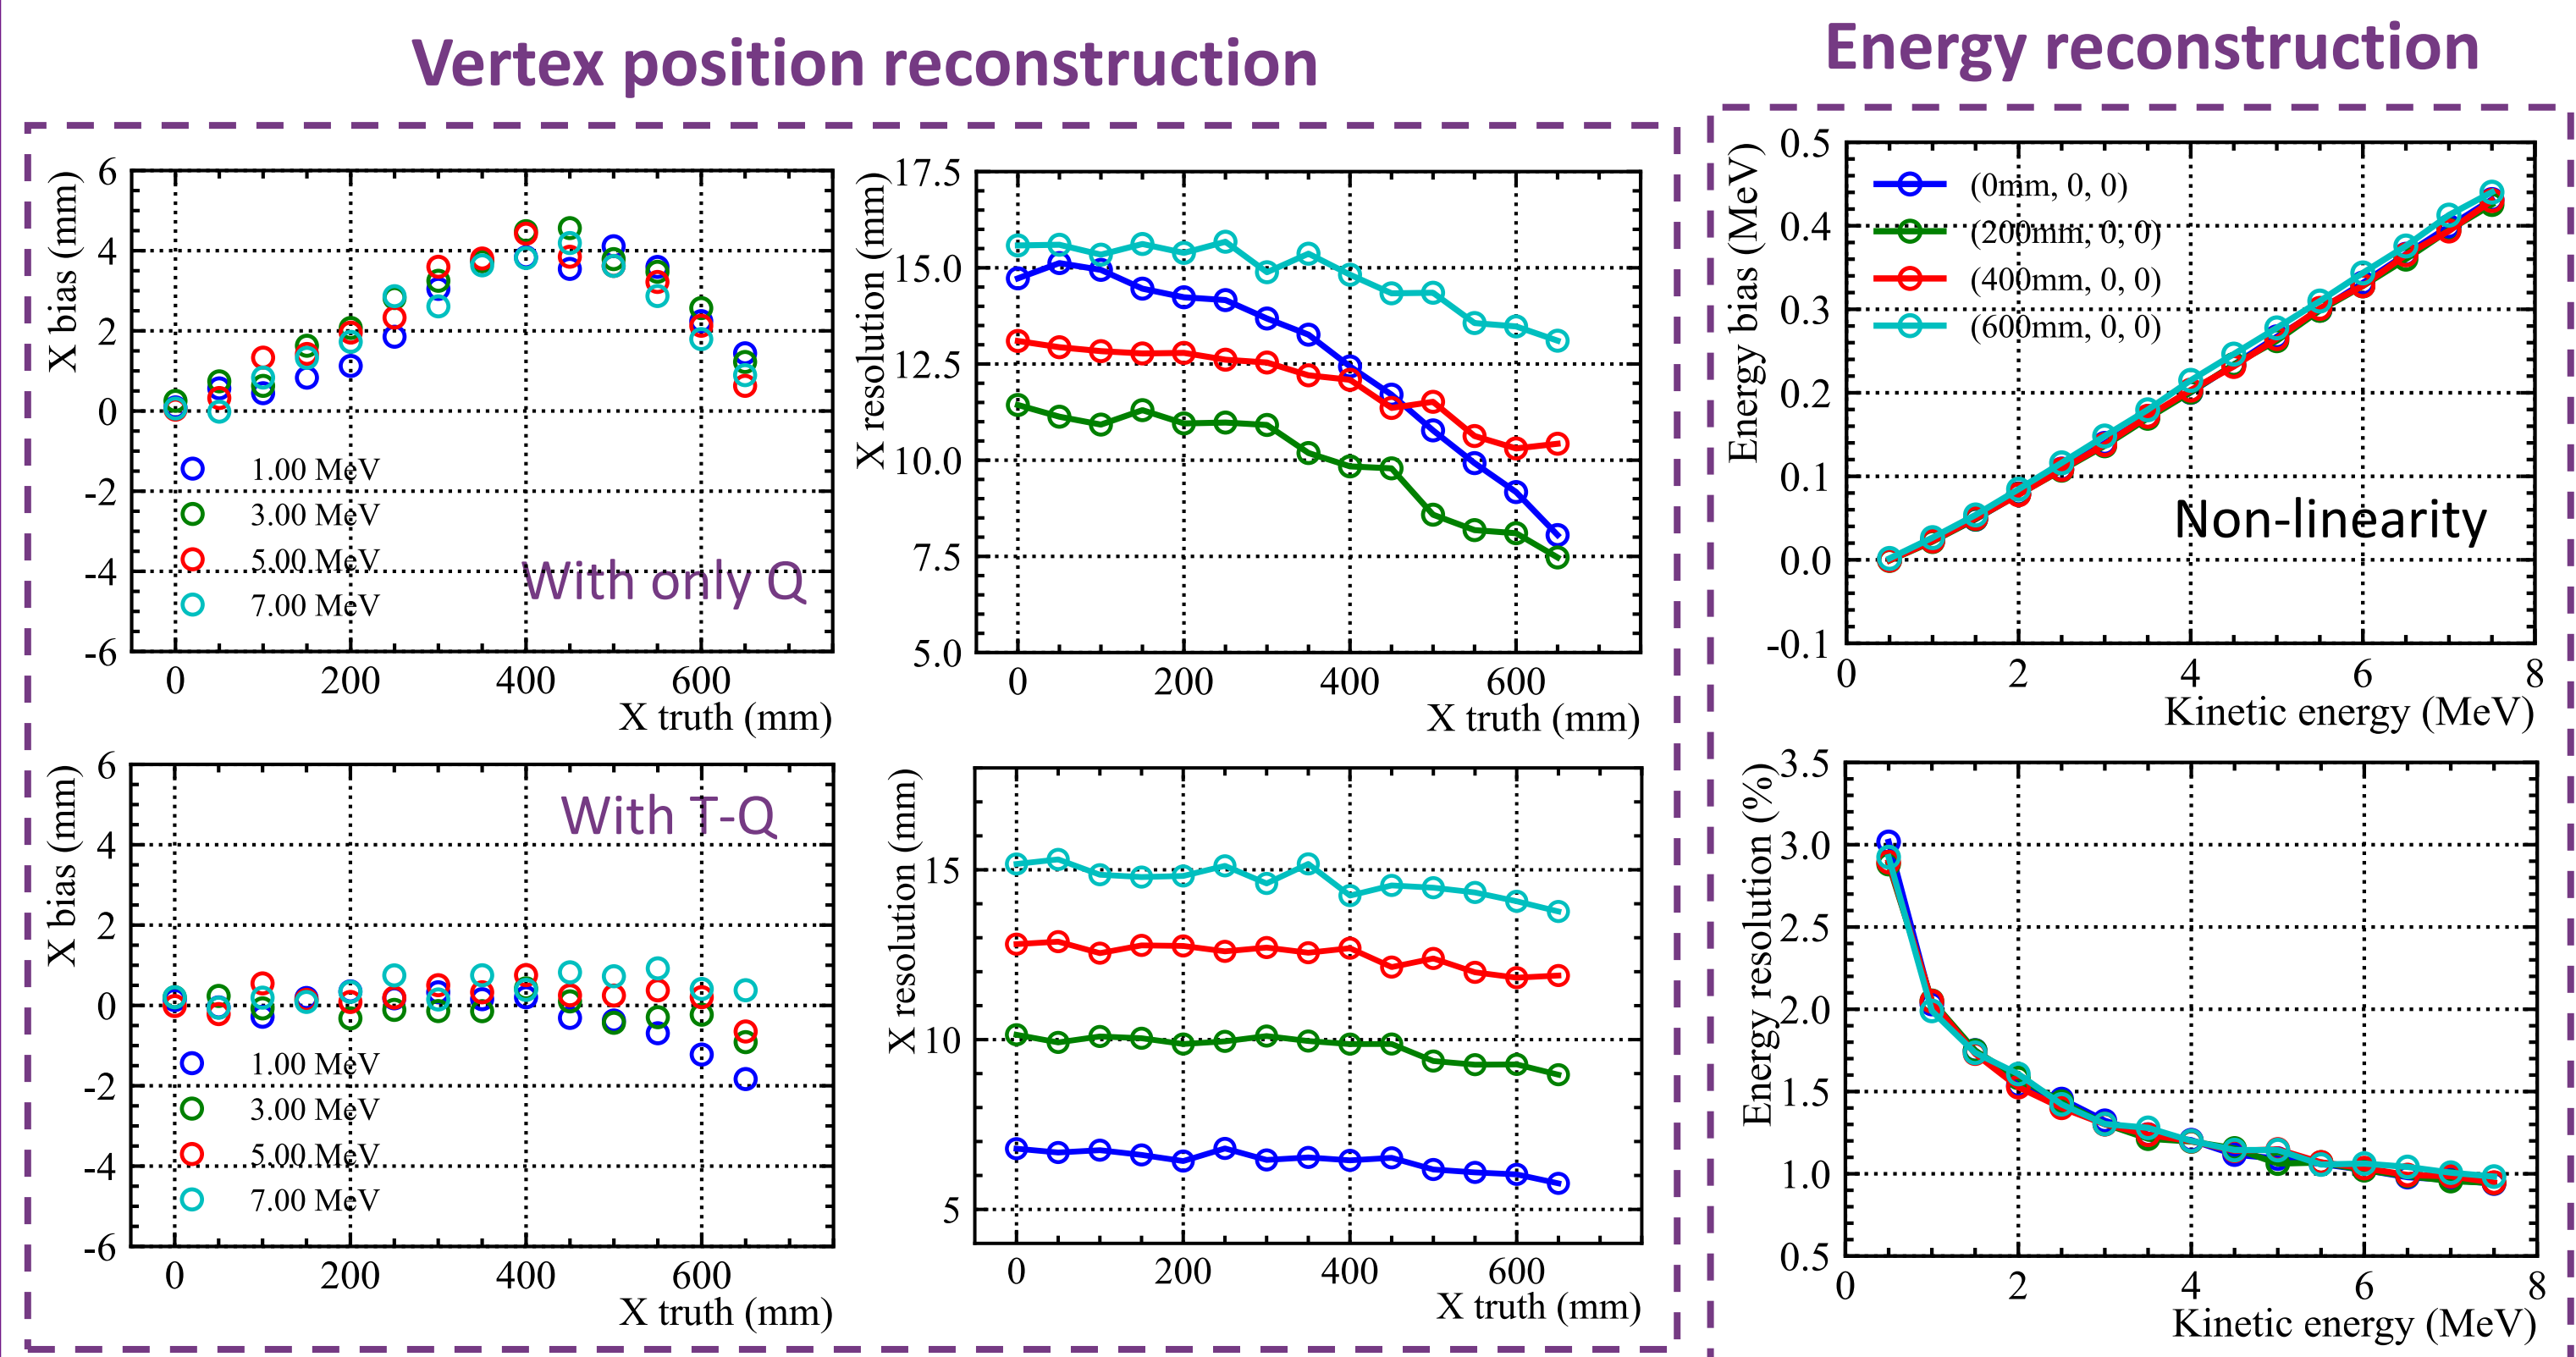 Vertex position reconstruction
Energy reconstruction
X bias (mm)
6
4
2
0
-2
-4
-6
1.00 MeV
3.00 MeV
5.00 MeV
7.00 MeV
With only Q
0 200 400 600
X truth (mm)
X resolution (mm)
17.5
15.0
12.5
10.0
7.5
5.0
0 200 400 600
X truth (mm)
Energy bias (MeV)
0.5
0.4
0.3
0.2
0.1
0.0
-0.1
(0mm, 0, 0)
(200mm, 0, 0)
(400mm, 0, 0)
(600mm, 0, 0)
Non-linearity
0 2 4 6 8
Kinetic energy (MeV)
X bias (mm)
6
4
2
0
-2
-4
-6
With T-Q
1.00 MeV
3.00 MeV
5.00 MeV
7.00 MeV
0 200 400 600
X truth (mm)
X resolution (mm)
15
10
5
0 200 400 600
X truth (mm)
Energy resolution (%)
3.5
3.0
2.5
2.0
1.5
1.0
0.5
0 2 4 6 8
Kinetic energy (MeV)